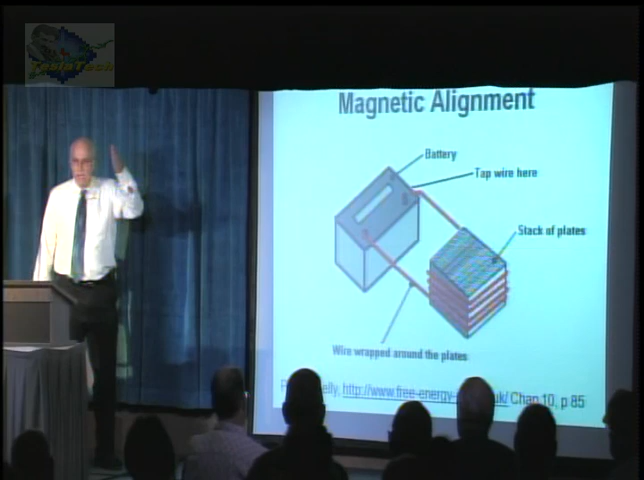 TeslaTech
Magnetic Alignment
Battery
Tap wire here
Stack of plates
Wire wrapped around the plates
http://www.free-energy- uk/ Chap 10, p 85